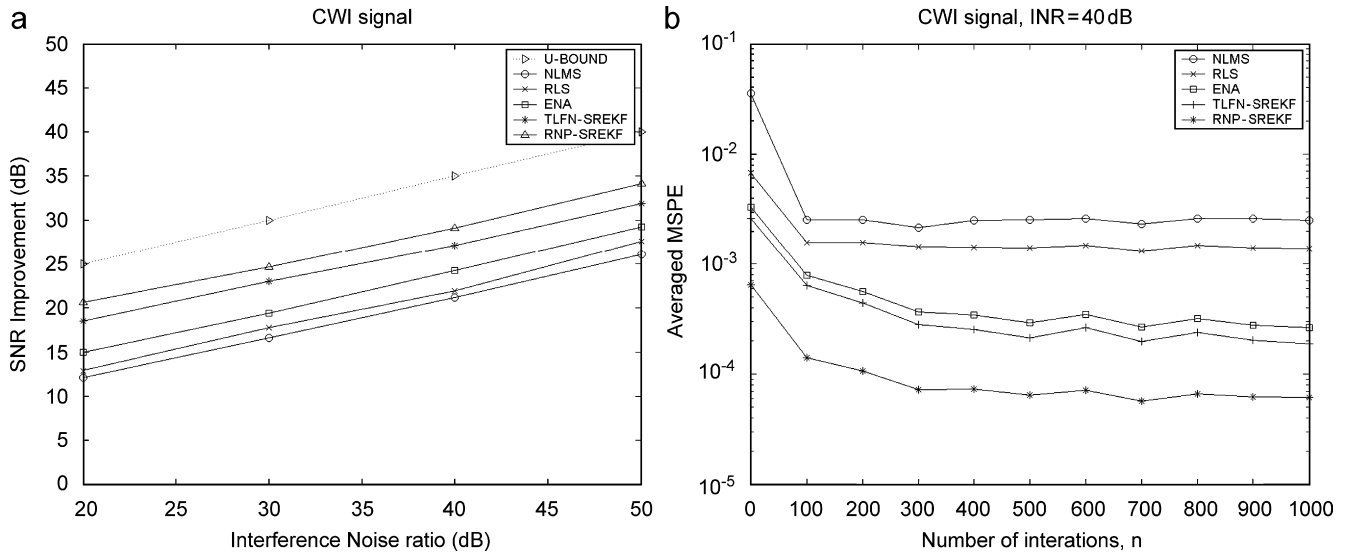 a
CWI signal
50
45
40
35
30
25
20
15
10
5
0
20
25
30
35
40
45
50
SNR Improvement (dB)
Interference Noise ratio (dB)
U-BOUND
NLMS
RLS
ENA
TLFN-SREKF
RNP-SREKF
b
CWI signal, INR=40dB
10-1
10-2
10-3
10-4
10-5
0
100
200
300
400
500
600
700
800
900
1000
Averaged MSPE
Number of interations, n
NLMS
RLS
ENA
TLFN-SREKF
RNP-SREKF